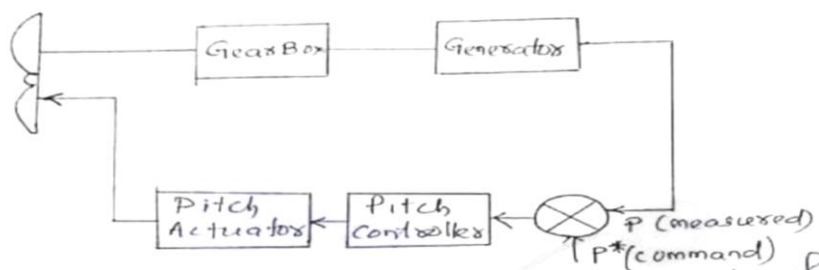 GearBox
Generator
Pitch
Actuator
Pitch
controller
P (measured)
P*(command)